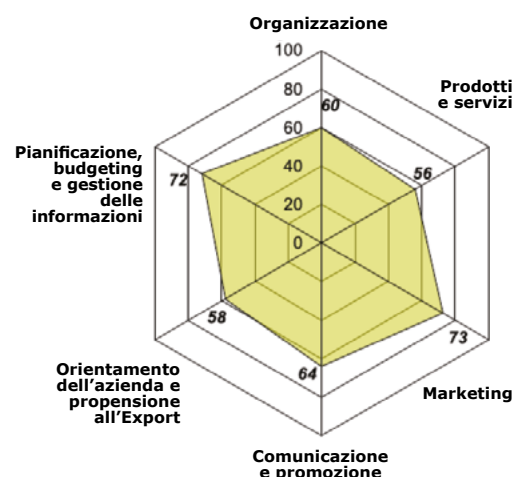 Organizzazione
100
80
60
60
40
20
0
Prodotti
e servizi
56
73
Marketing
64
Comunicazione
e promozione
58
Orientamento
dell'azienda e
propensione
all'Export
72
Pianificazione,
budgeting
e gestione
delle
informazioni